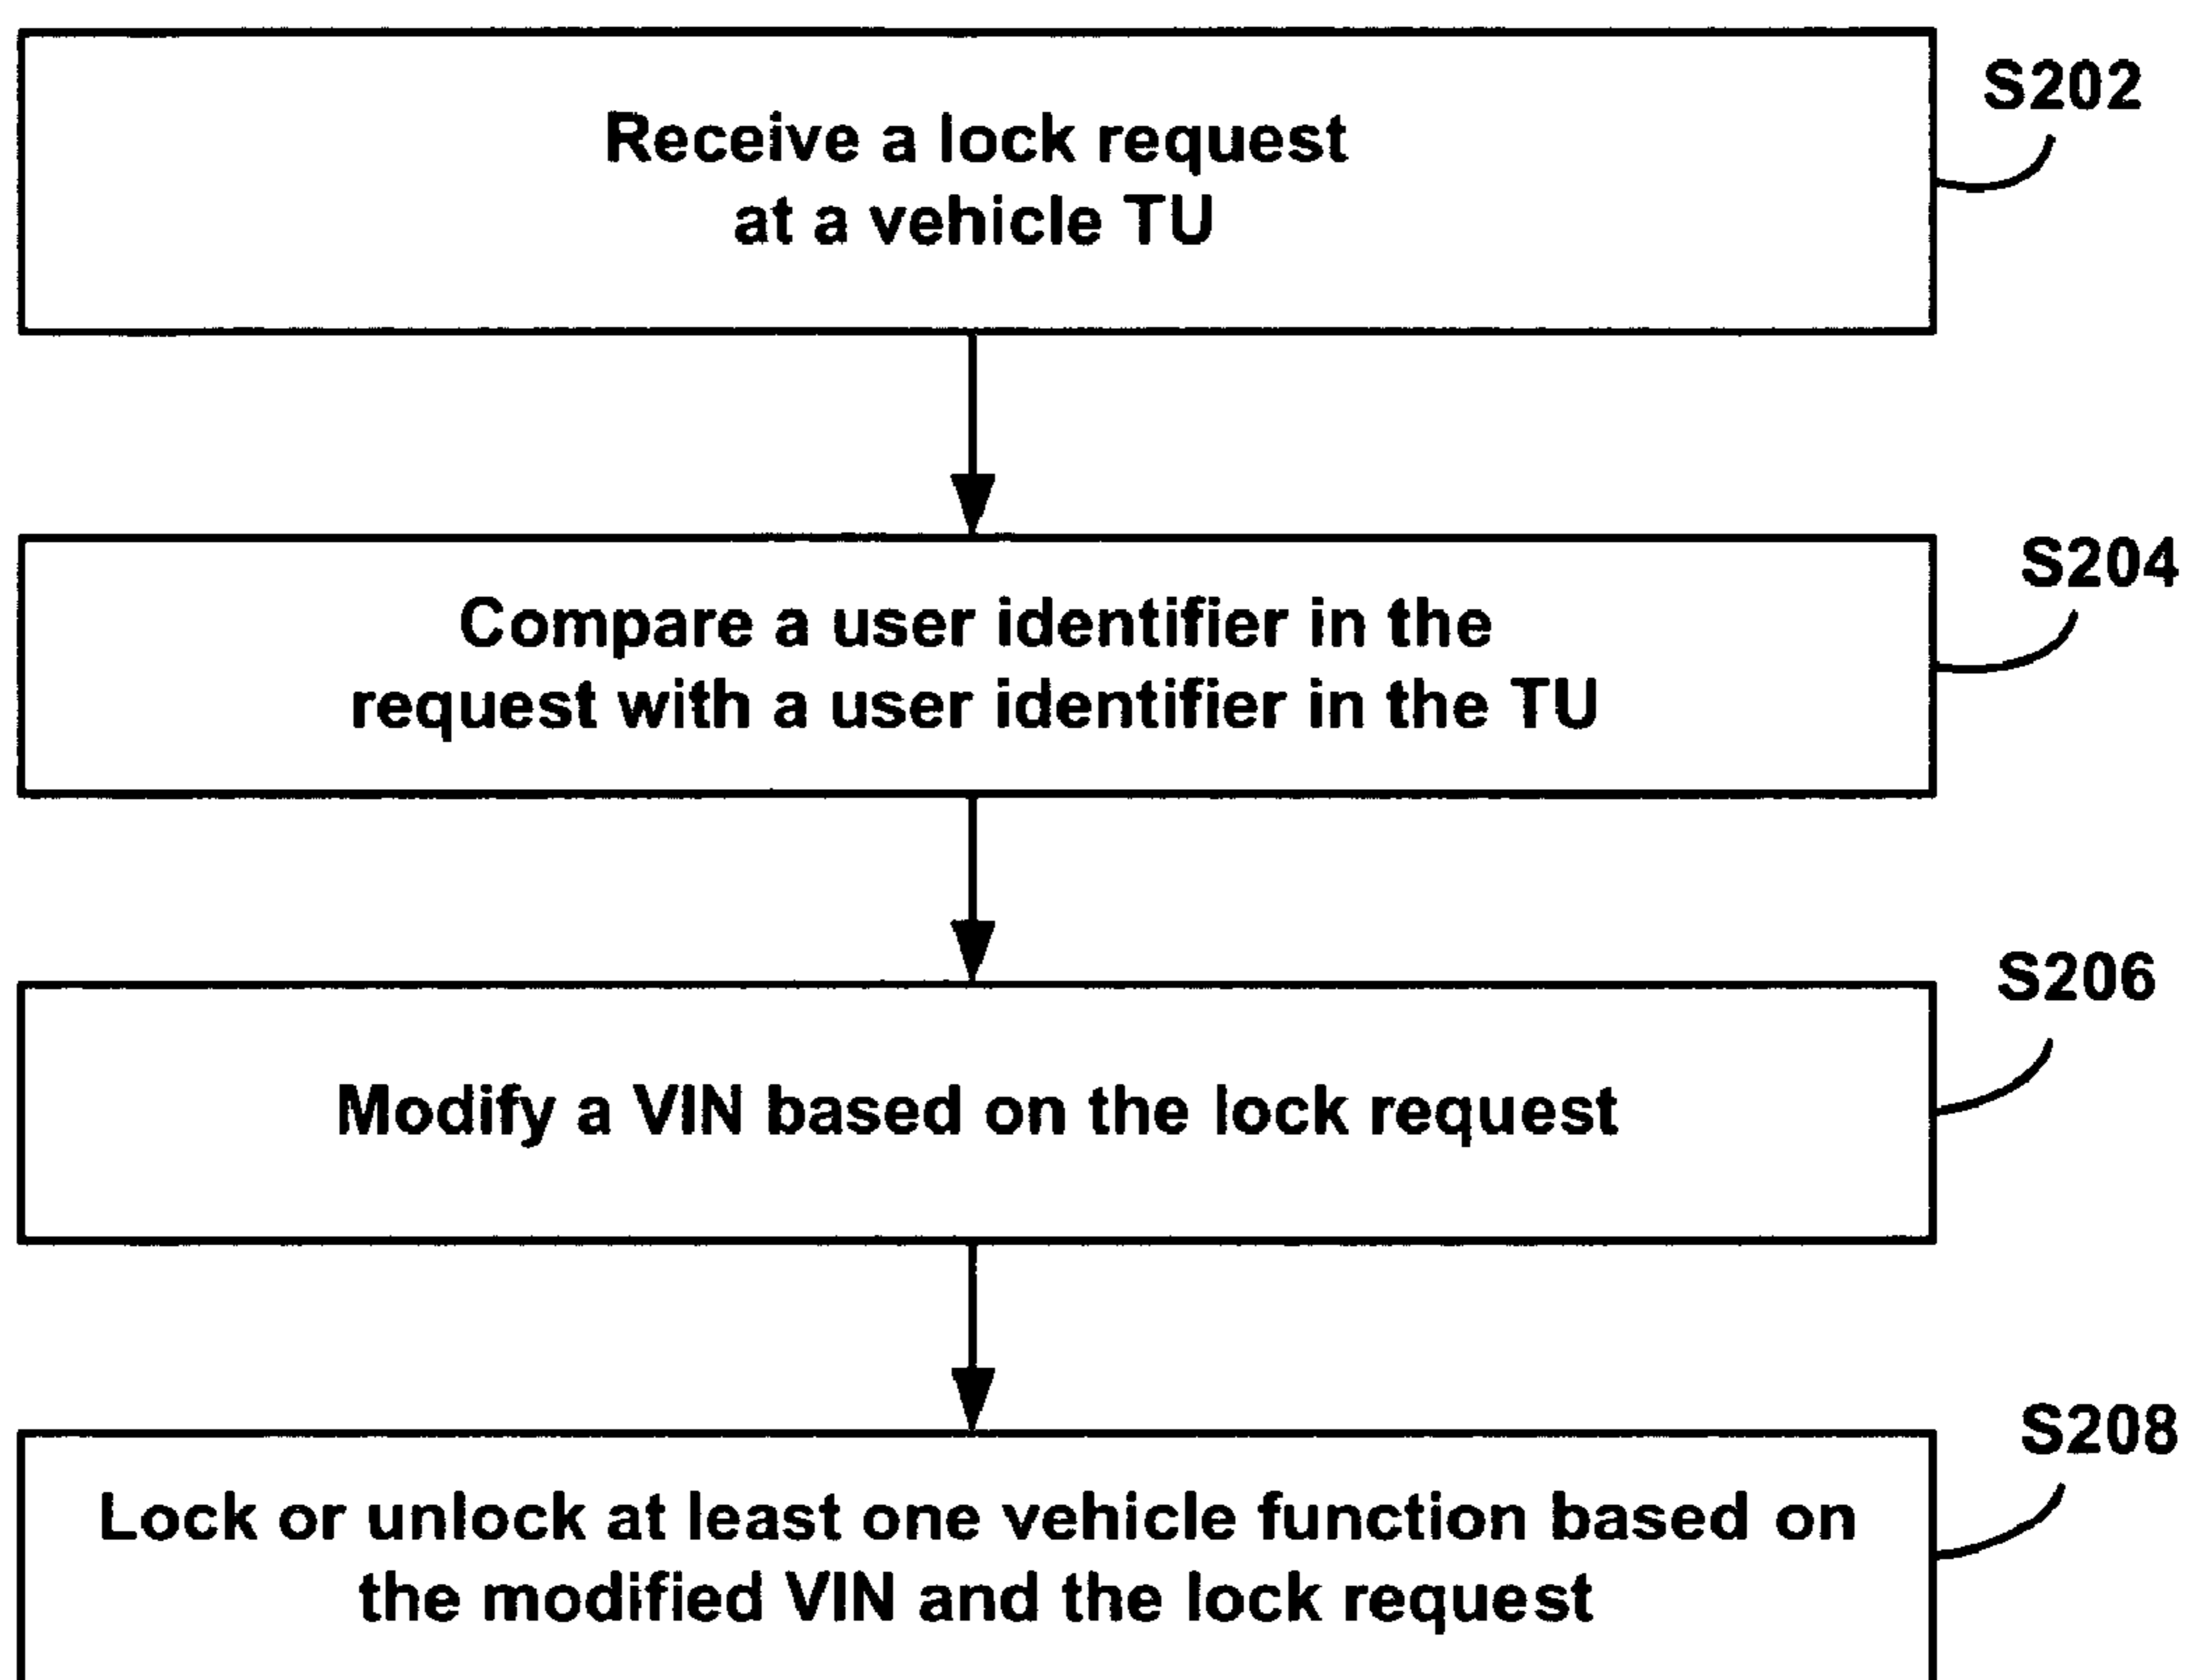 Receive a lock request
at a vehicle TU
S202
Compare a user identifier in the
request with a user identifier in the TU
S204
Modify a VIN based on the lock request
S206
Lock or unlock at least one vehicle function based on
the modified VIN and the lock request
S208